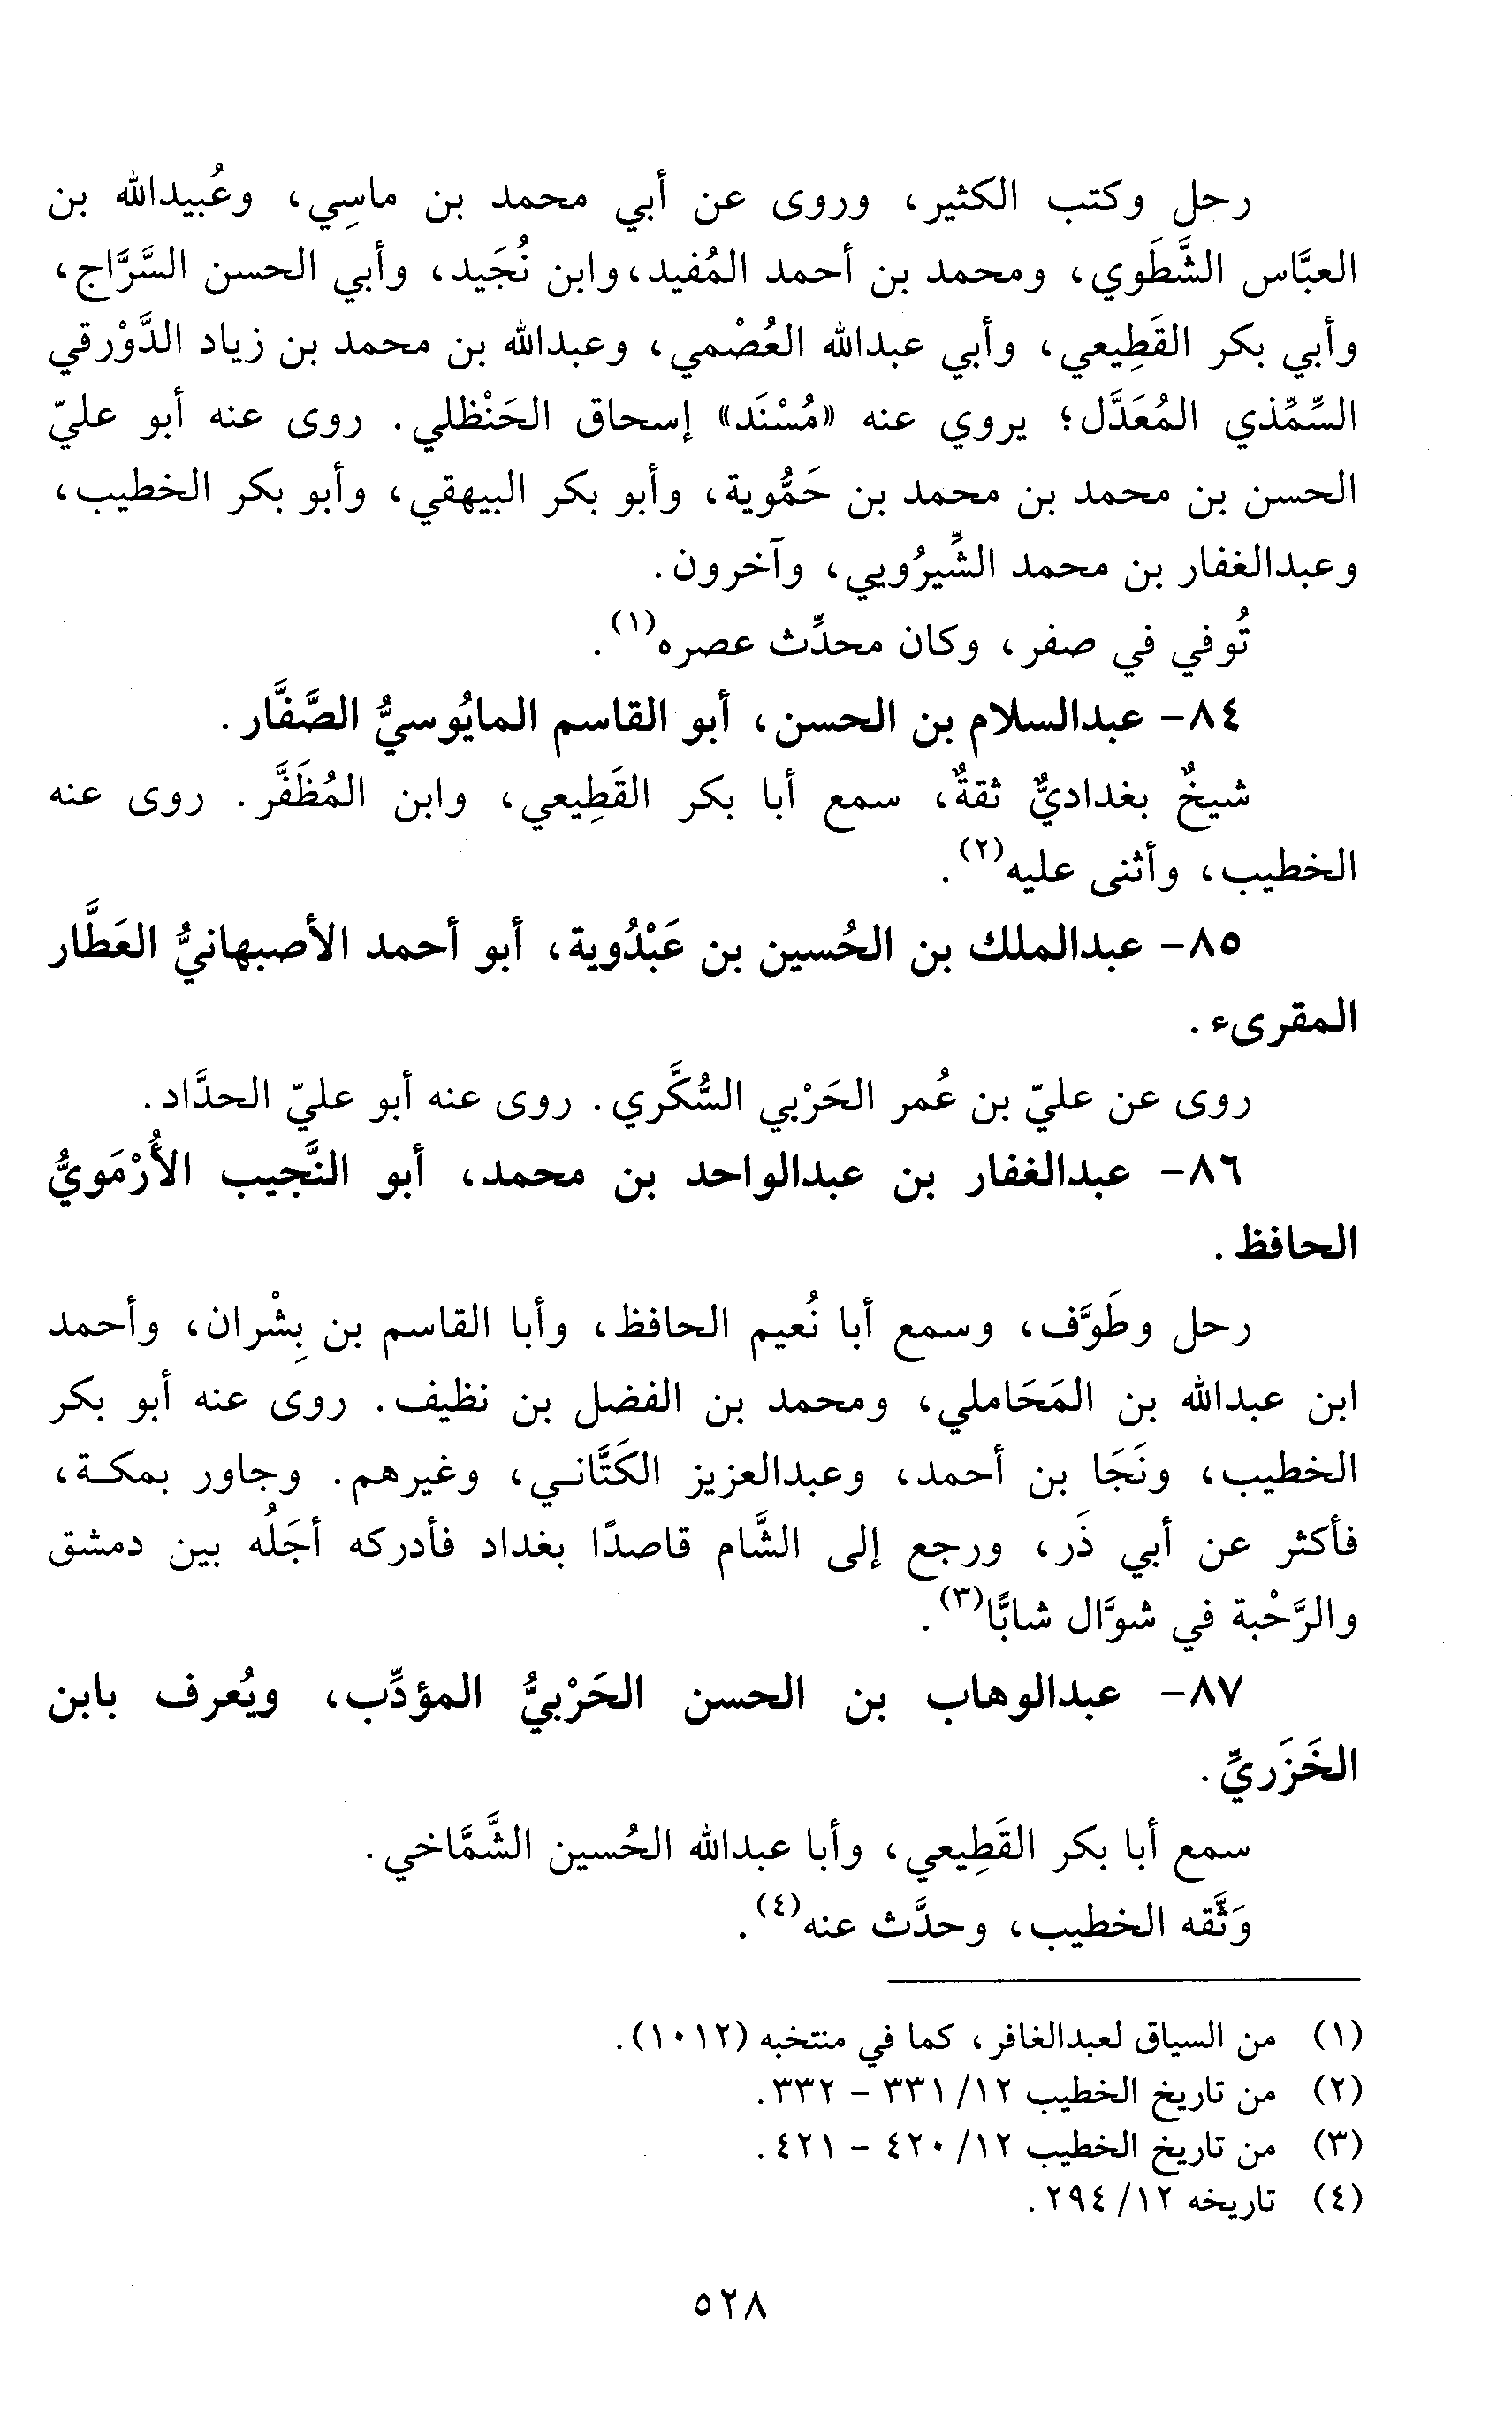 رحل وكتب الكثير، وروى عن أبي محمد بن ماسِي، وعُبيدالله بن
العبَّاس الشَّطَوي، ومحمد بن أحمد المُفيد، وابن نُجَيد، وأبي الحسن السَّرَّاج،
وأبي بكر القَطِيعي، وأبي عبدالله العُصْمي، وعبدالله بن محمد بن زياد الدَّوْرقي
السِّمِّذي المُعَدَّل؛ يروي عنه «مُسْنَد» إسحاق الحَنْظلي. روى عنه أبو عليّ
الحسن بن محمد بن محمد بن حَمُّوية، وأبو بكر البيهقي، وأبو بكر الخطيب،
وعبدالغفار بن محمد الشِّيرُويي، وآخرون.
تُوفي في صفر، وكان محدِّث عصره(١).
٨٤- عبدالسلام بن الحسن، أبو القاسم المايُوسيُّ الصَّفَّار.
شيخٌ بغداديٌّ ثقةٌ، سمع أبا بكر القَطِيعي، وابن المُظَفَّر. روى عنه
الخطيب، وأثنى عليه(٢).
٨٥- عبدالملك بن الحُسين بن عَبْدُوية، أبو أحمد الأصبهانيُّ العَطَّار
المقرىء.
روى عن عليّ بن عُمر الحَرْبي السُّكَّري. روى عنه أبو عليّ الحدَّاد.
٨٦- عبدالغفار بن عبدالواحد بن محمد، أبو النَّجيب الأُرْمَويُّ
الحافظ.
رحل وطَوَّف، وسمع أبا نُعيم الحافظ، وأبا القاسم بن بِشْران، وأحمد
ابن عبدالله بن المَحَاملي، ومحمد بن الفضل بن نظيف. روى عنه أبو بكر
الخطيب، ونَجَا بن أحمد، وعبدالعزيز الكَتَّانـي، وغيرهم. وجاور بمكـة،
فأكثر عن أبي ذَر، ورجع إلى الشَّام قاصدًا بغداد فأدركه أجَلُه بين دمشق
والرَّحْبة في شوَّال شابًّا(٣).
٨٧- عبدالوهاب بن الحسن الحَرْبيُّ المؤدِّب، ويُعرف بابن
الخَزَريِّ.
سمع أبا بكر القَطِيعي، وأبا عبدالله الحُسين الشَّمَّاخي.
وَثَّقه الخطيب، وحدَّث عنه(٤).
(١) من السياق لعبدالغافر، كما في منتخبه (١٠١٢).
(٢) من تاريخ الخطيب ١٢/ ٣٣١ - ٣٣٢.
(٣) من تاريخ الخطيب ١٢/ ٤٢٠ - ٤٢١.
(٤) تاريخه ١٢/ ٢٩٤.
٥٢٨